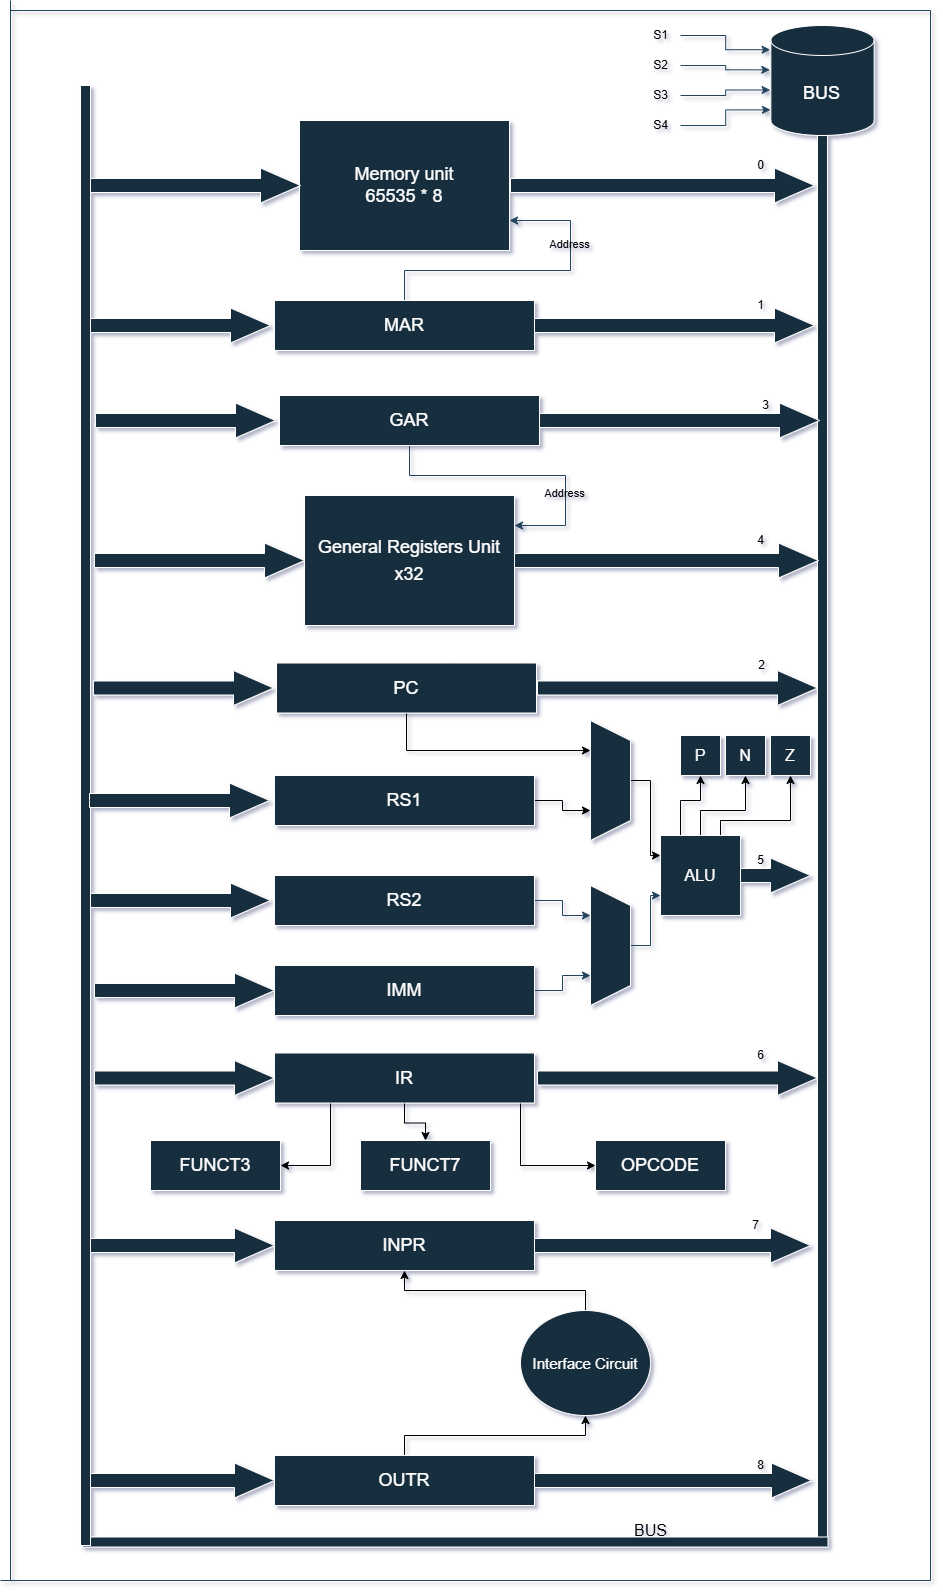 S1
S2
S3
S4
BUS
Memory unit
65535 * 8
0
Address
MAR
1
GAR
3
Address
General Registers Unit
x32
4
PC
2
P
N
Z
RS1
ALU
5
RS2
IMM
IR
6
FUNCT3
FUNCT7
OPCODE
INPR
7
Interface Circuit
OUTR
8
BUS